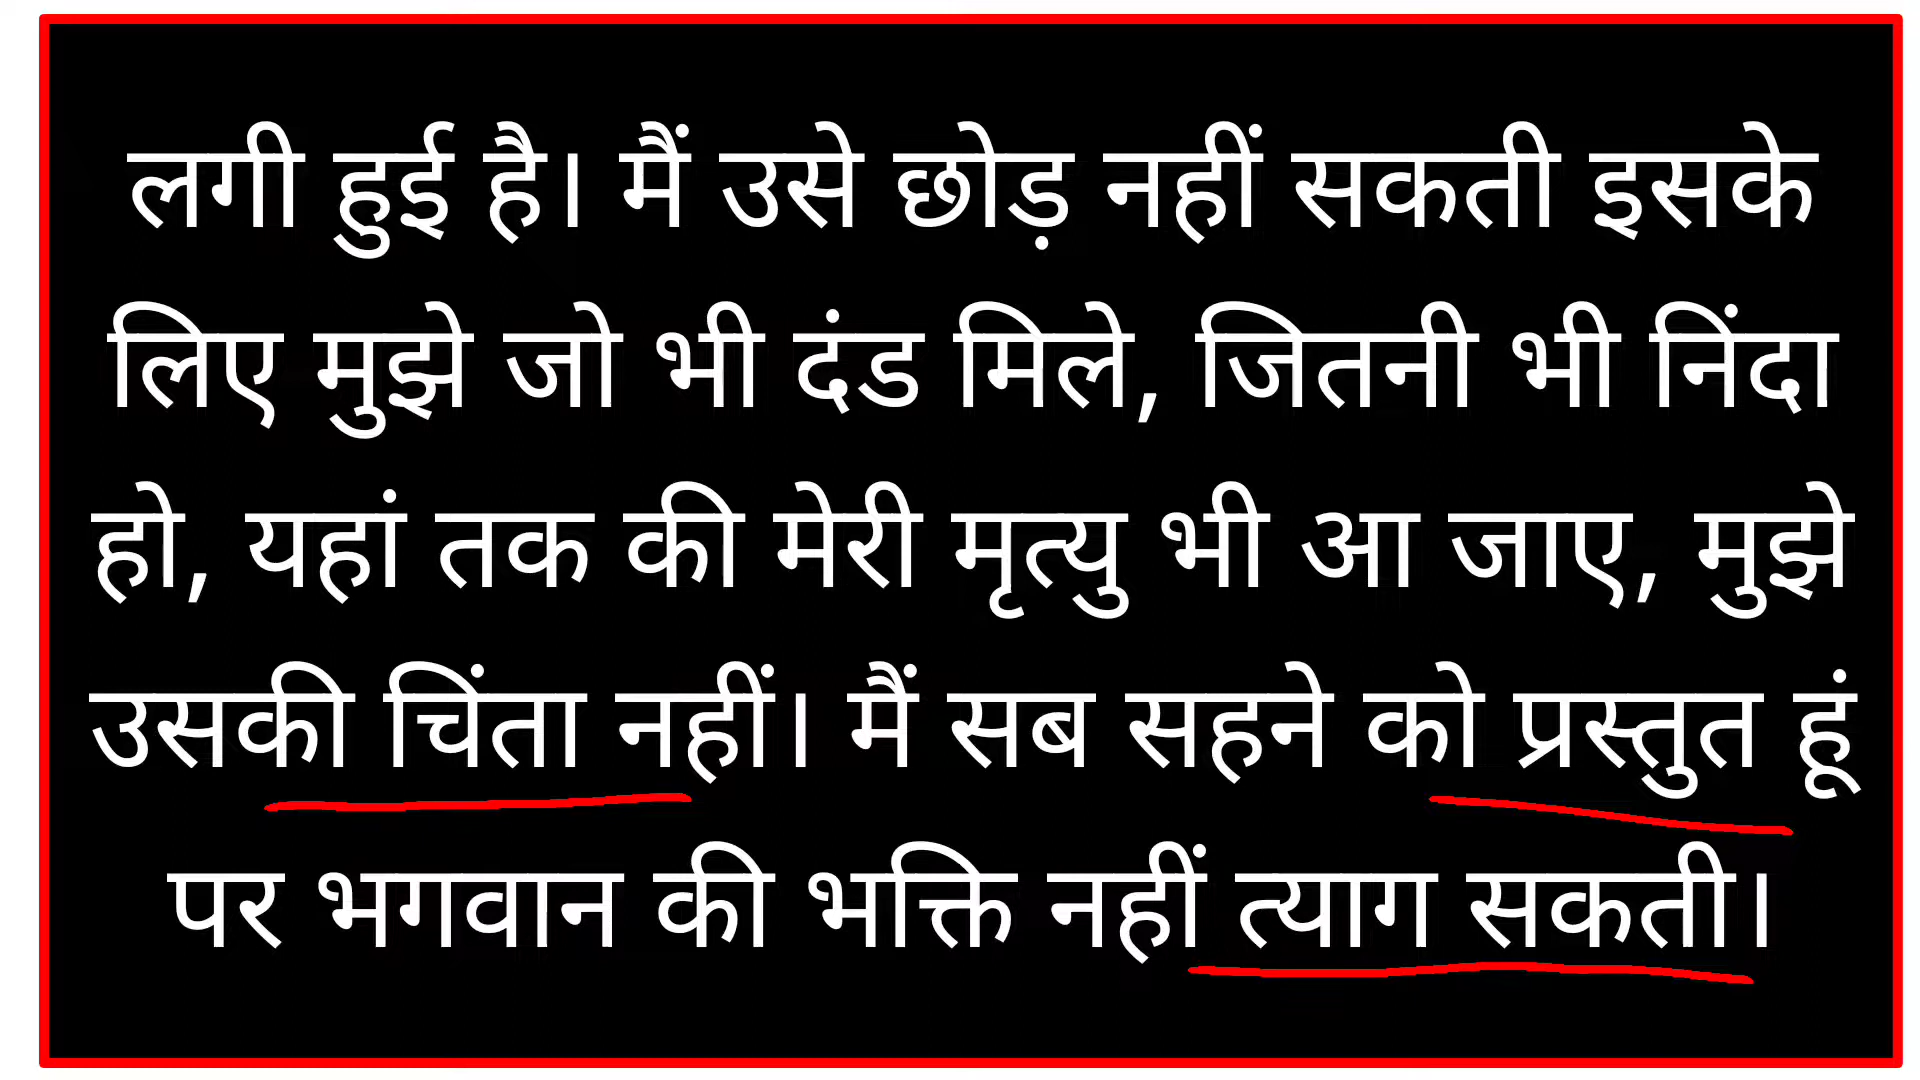 लगी हुई है। मैं उसे छोड़ नहीं सकती इसके
लिए मुझे जो भी दंड मिले, जितनी भी निंदा
हो, यहां तक की मेरी मृत्यु भी आ जाए, मुझे
उसकी चिंता नहीं। मैं सब सहने को प्रस्तुत हूं
पर भगवान की भक्ति नहीं त्याग सकती।